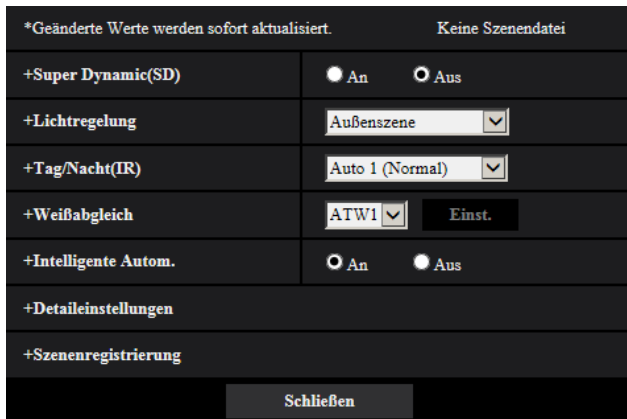 *Geänderte Werte werden sofort aktualisiert. Keine Szenendatei
+Super Dynamic(SD) An Aus
+Lichtregelung Außenszene
+Tag/Nacht(IR) Auto 1 (Normal)
+Weißabgleich ATW1 Einst.
+Intelligente Autom. An Aus
+Detaileinstellungen
+Szenenregistrierung
Schließen